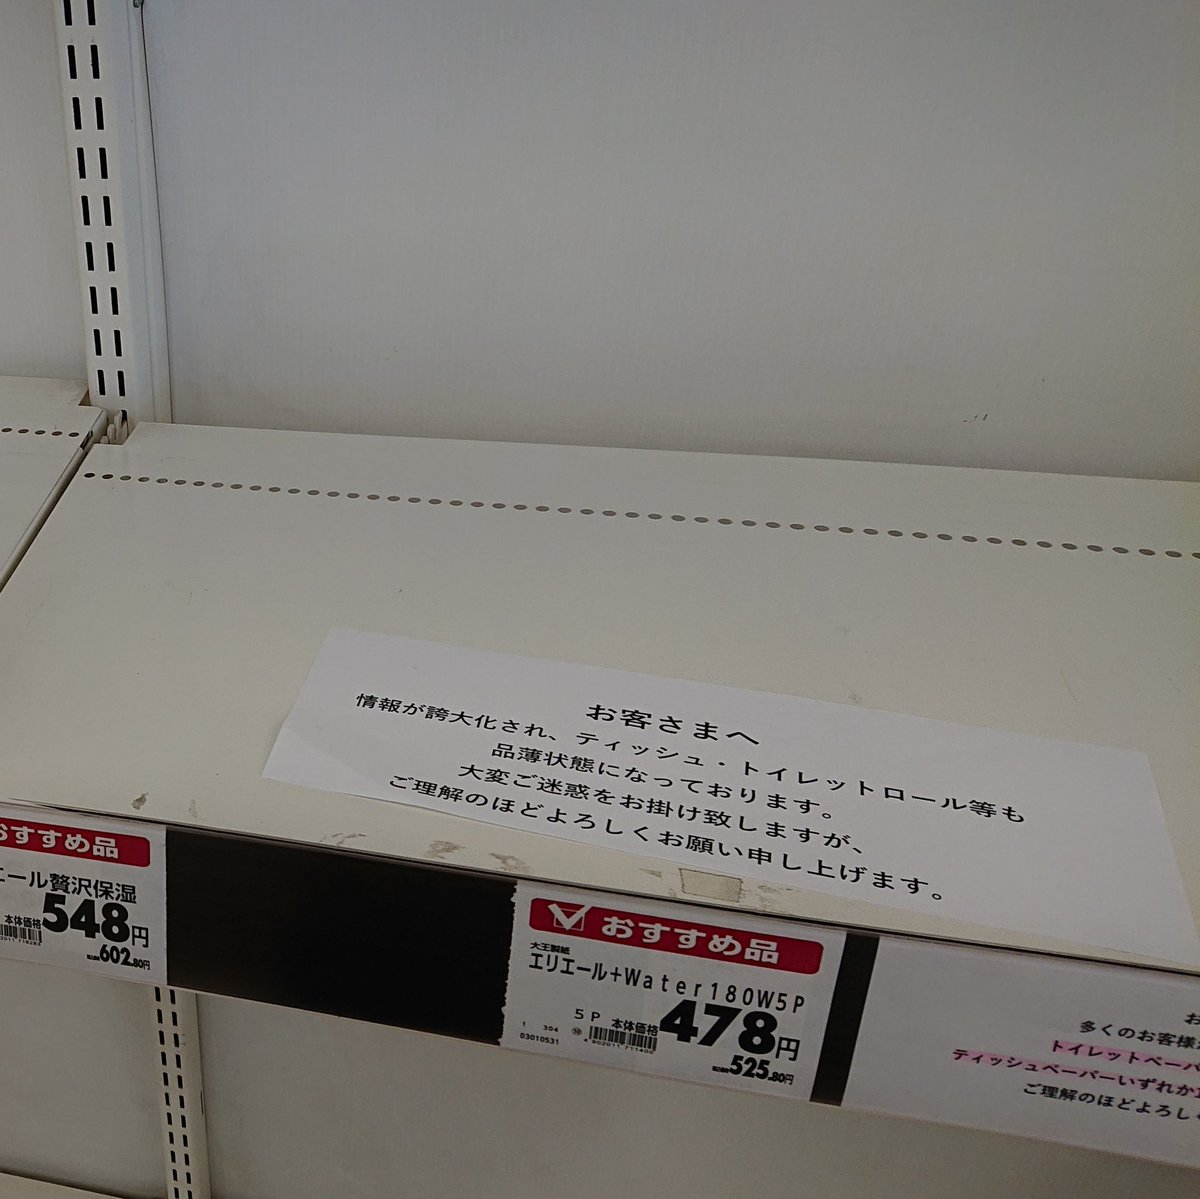 お客さまへ
情報が誇大化され、ティッシュ・トイレットロール等も
品薄状態になっております。
大変ご迷惑をお掛け致しますが、
ご理解のほどよろしくお願い申し上げます。
おすすめ品
エール贅沢保湿
本体価格548円
602.80円
おすすめ品
大王製紙
エリエール+Water180W5P
5P 本体価格478円
1 304
03010531
4902011711400
525.80円
多くのお客様
トイレットペーパ
ティッシュペーパーいずれか
ご理解のほどよろし